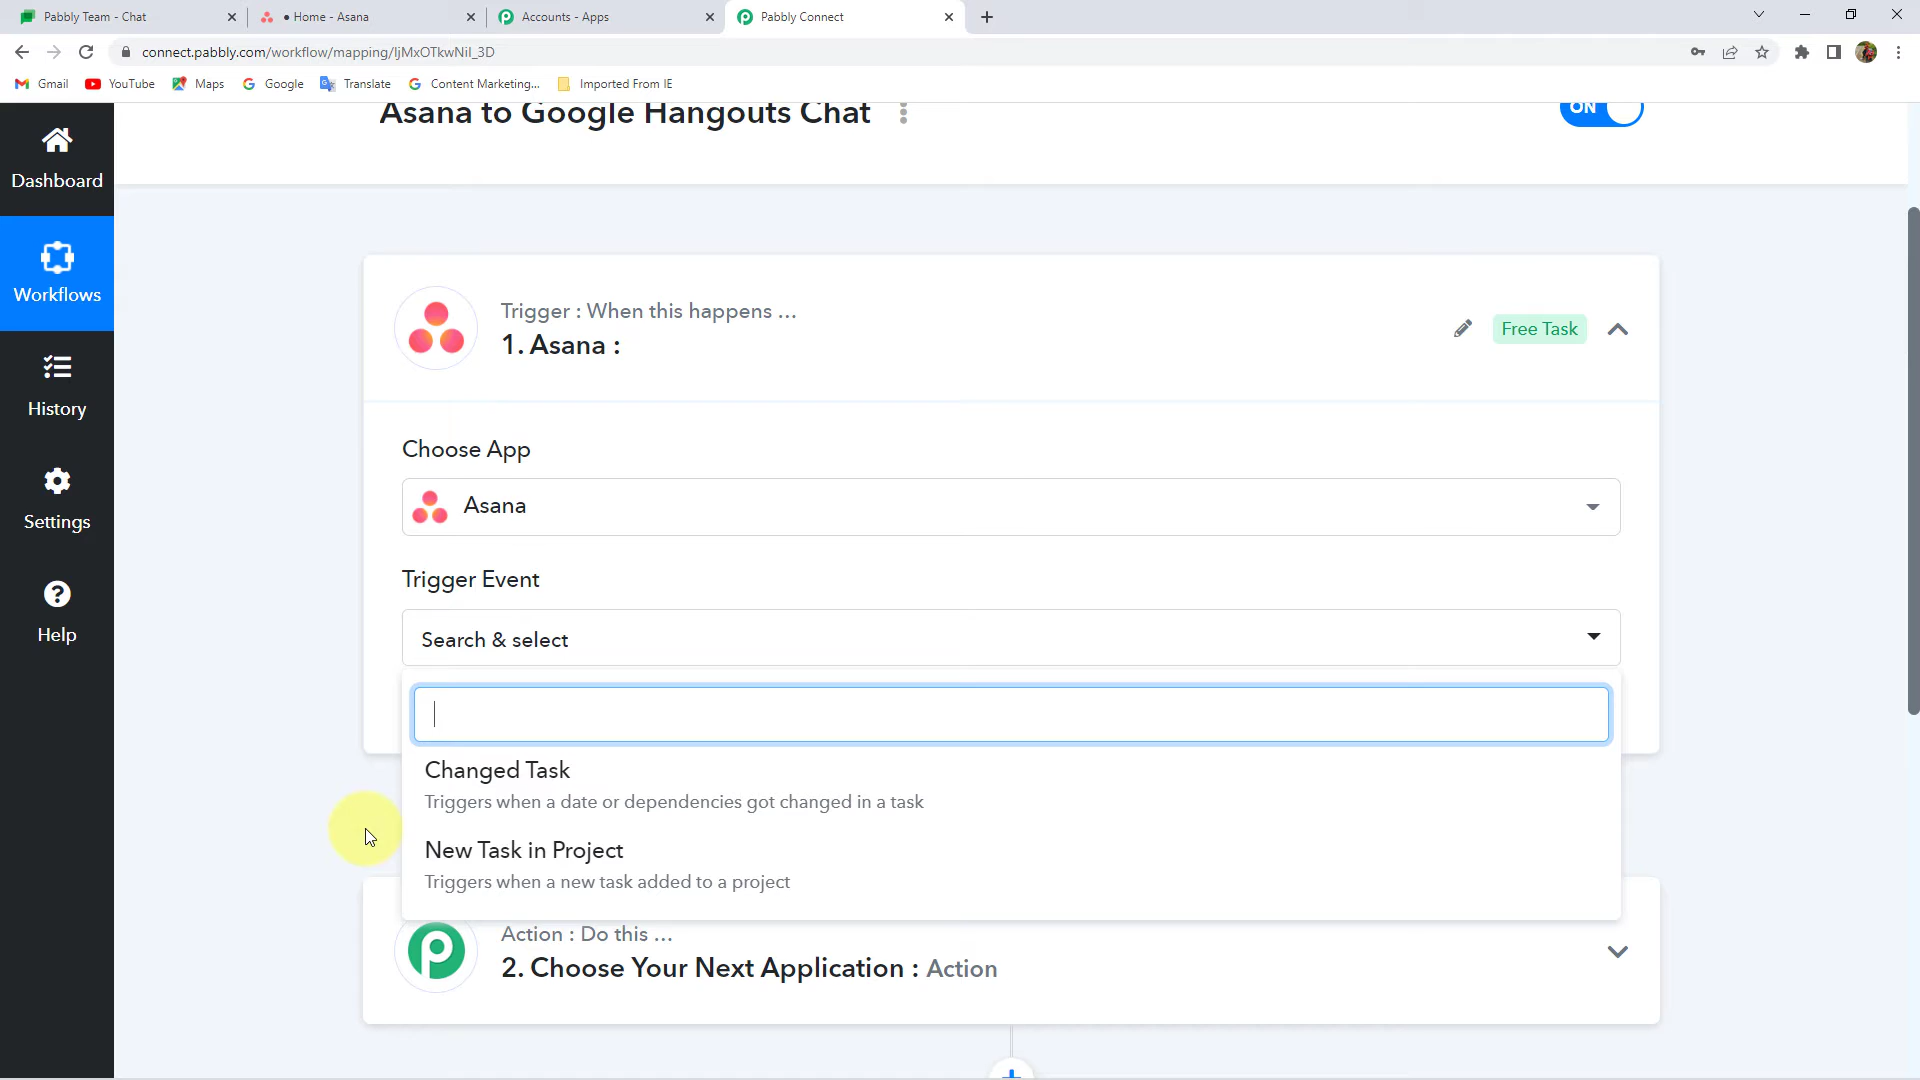 Pabbly Team - Chat
● Home - Asana
Accounts - Apps
Pabbly Connect
connect.pabbly.com/workflow/mapping/IjMxOTkwNiI_3D
Gmail
YouTube
Maps
Google
Translate
Content Marketing...
Imported From IE
Asana to Google Hangouts Chat
ON
Dashboard
Workflows
History
Settings
Help
Trigger : When this happens ...
1. Asana :
Free Task
Choose App
Asana
Trigger Event
Search & select
Changed Task
Triggers when a date or dependencies got changed in a task
New Task in Project
Triggers when a new task added to a project
Action : Do this ...
2. Choose Your Next Application : Action